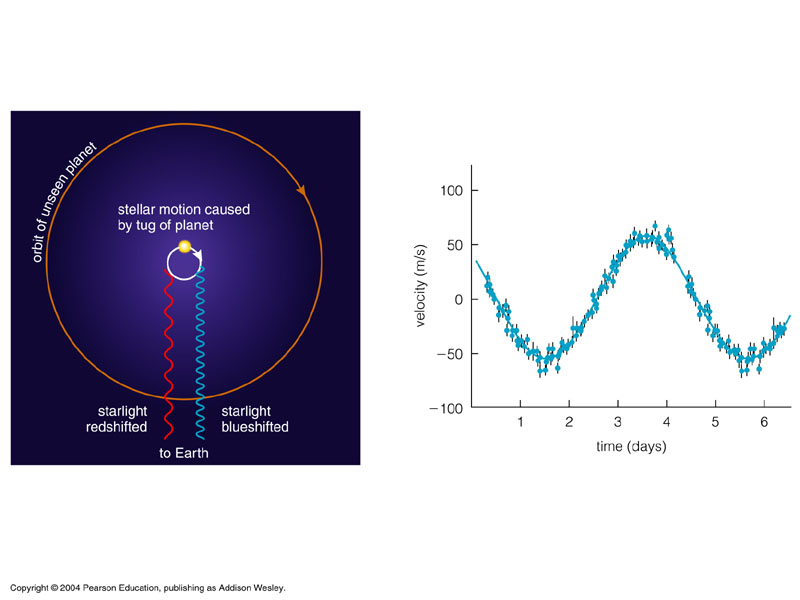 orbit of unseen planet
stellar motion caused
by tug of planet
starlight
redshifted
starlight
blueshifted
to Earth
velocity (m/s)
100
50
0
−50
−100
1 2 3 4 5 6
time (days)
Copyright © 2004 Pearson Education, publishing as Addison Wesley.